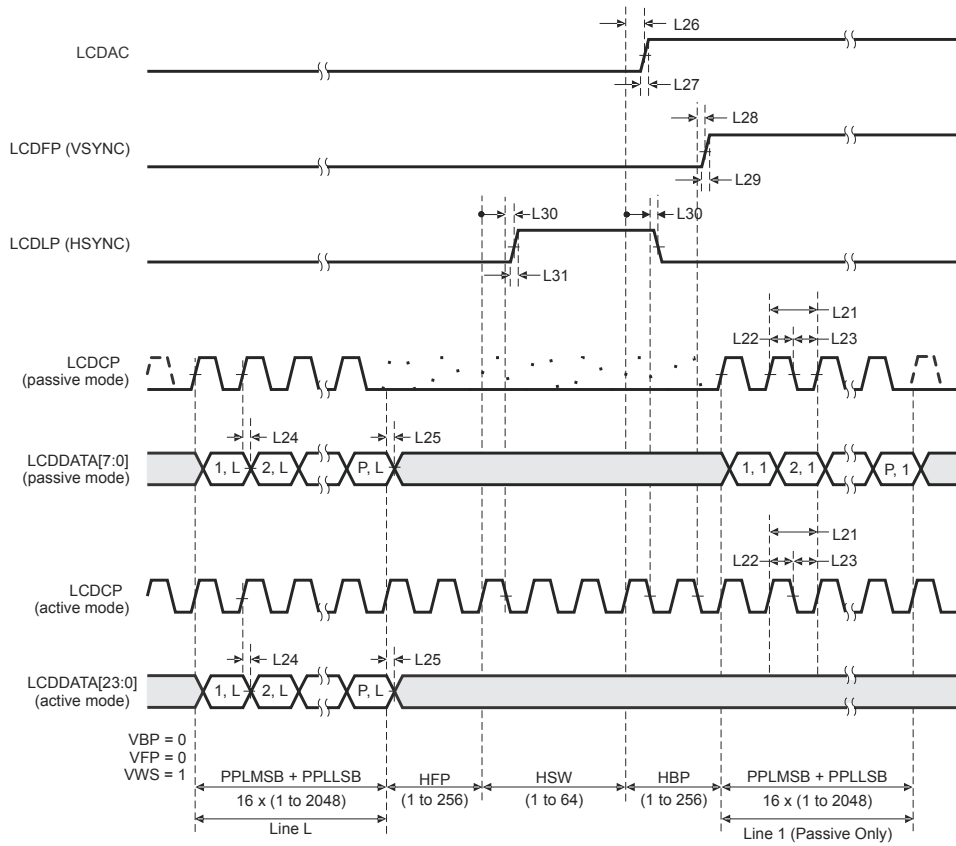 L26
LCDAC
L27
L28
LCDFP (VSYNC)
L29
L30
L30
LCDLP (HSYNC)
L31
L21
LCDCP
(passive mode)
L22
L23
L24
L25
LCDDATA[7:0]
(passive mode)
1, L
2, L
P, L
1, 1
2, 1
P, 1
L21
L22
L23
LCDCP
(active mode)
L24
L25
LCDDATA[23:0]
(active mode)
1, L
2, L
P, L
VBP = 0
VFP = 0
VWS = 1
PPLMSB + PPLLSB
HFP
HSW
HBP
PPLMSB + PPLLSB
16 x (1 to 2048)
(1 to 256)
(1 to 64)
(1 to 256)
16 x (1 to 2048)
Line L
Line 1 (Passive Only)